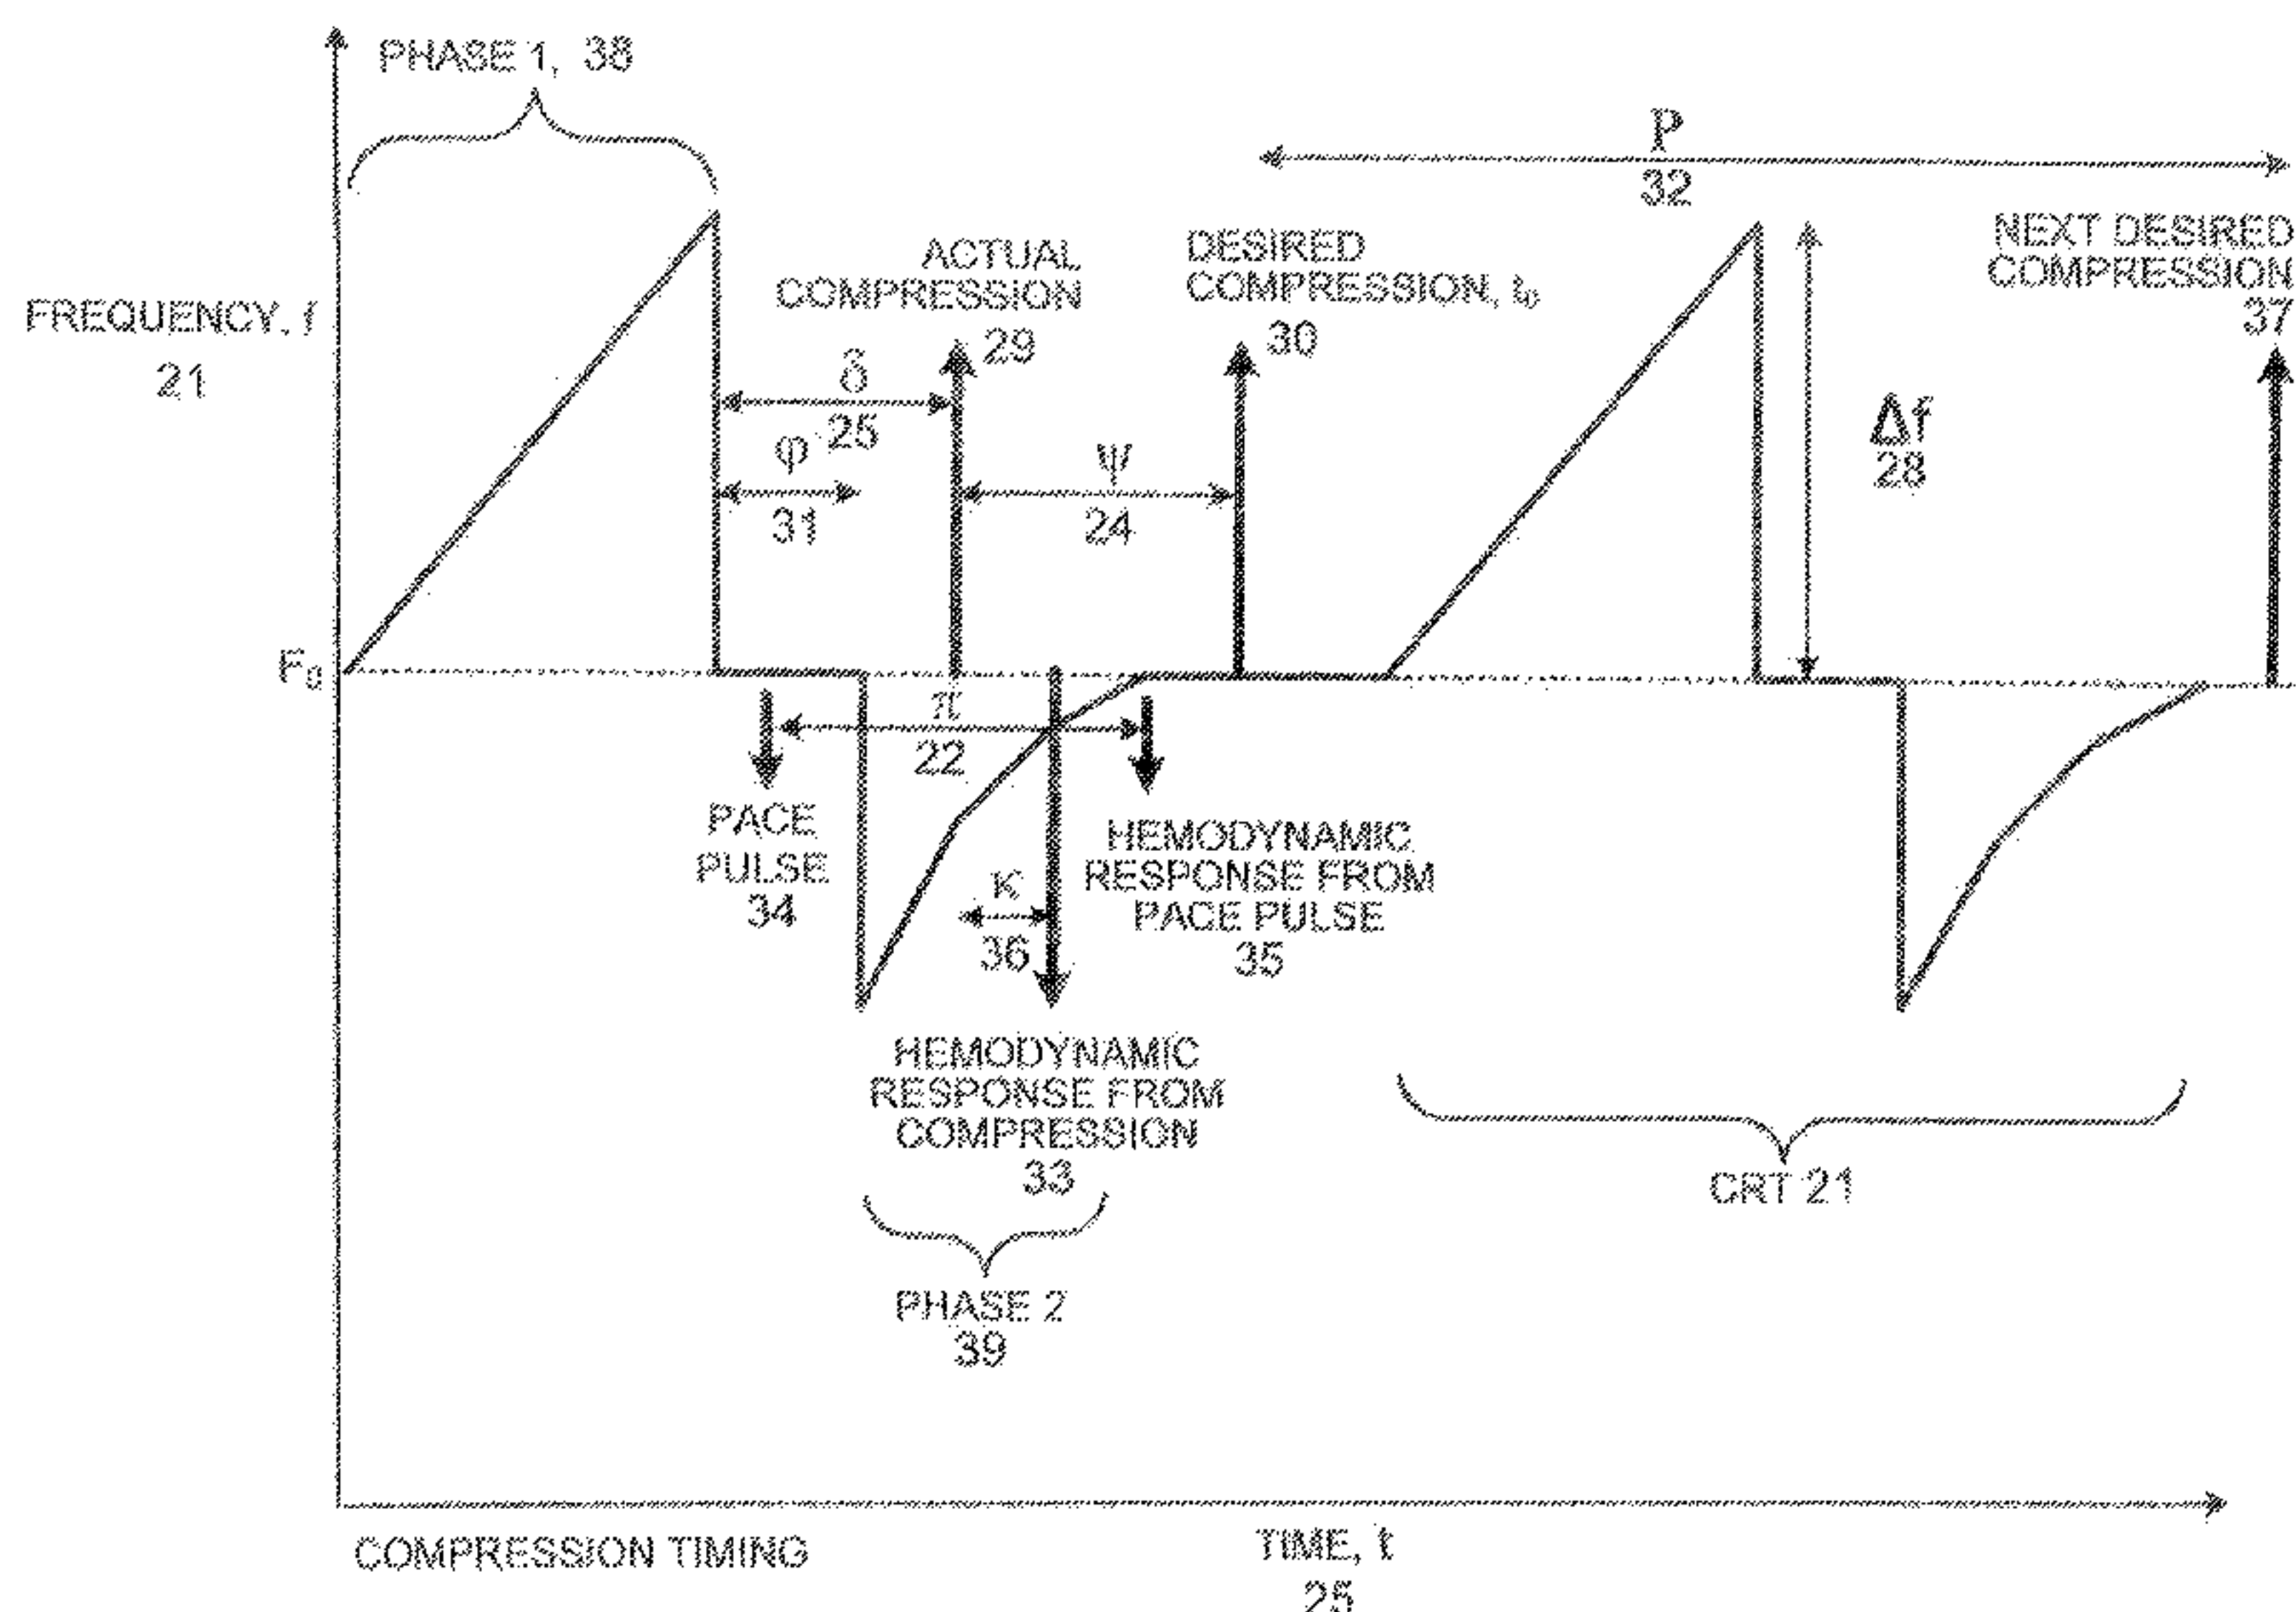 PHASE 1, 38
P
32
ACTUAL
COMPRESSION
29
DESIRED
COMPRESSION, t₀
30
NEXT DESIRED
COMPRESSION
37
FREQUENCY, f
21
δ
25
φ
31
ψ
24
Δf
28
F₀
π
22
PACE
PULSE
34
K
36
HEMODYNAMIC
RESPONSE FROM
PACE PULSE
35
HEMODYNAMIC
RESPONSE FROM
COMPRESSION
33
CRT 21
PHASE 2
39
COMPRESSION TIMING
TIME, t
25